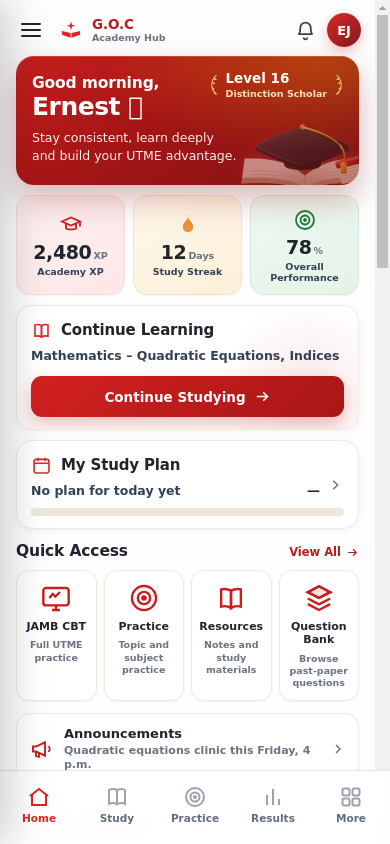 G.O.C
Academy Hub
EJ
Good morning,
Ernest
Level 16
Distinction Scholar
Stay consistent, learn deeply
and build your UTME advantage.
2,480 XP
Academy XP
12 Days
Study Streak
78 %
Overall
Performance
Continue Learning
Mathematics – Quadratic Equations, Indices
Continue Studying →
My Study Plan
No plan for today yet
—
Quick Access
View All →
JAMB CBT
Full UTME
practice
Practice
Topic and
subject
practice
Resources
Notes and
study
materials
Question
Bank
Browse
past-paper
questions
Announcements
Quadratic equations clinic this Friday, 4
p.m.
Home
Study
Practice
Results
More